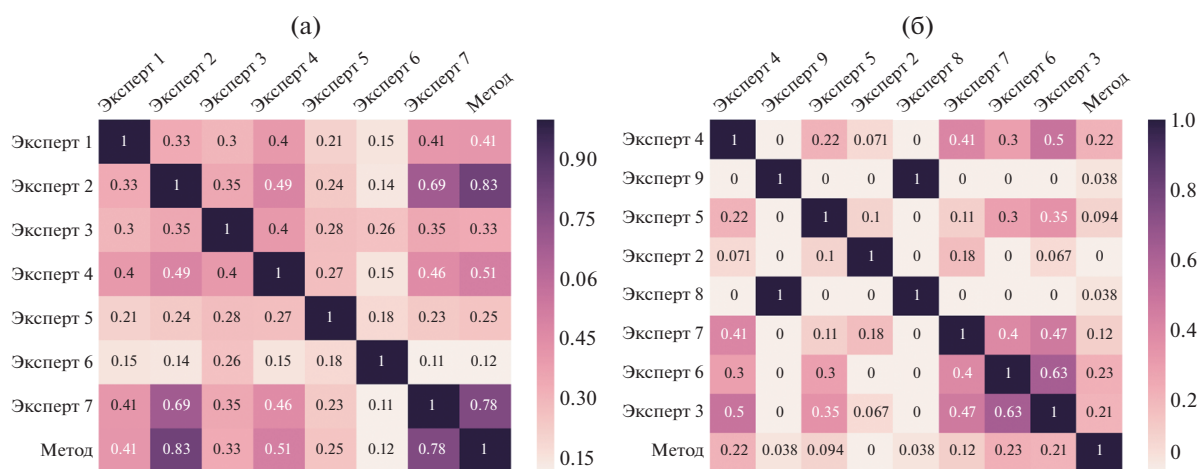 (а)
Эксперт 1 Эксперт 2 Эксперт 3 Эксперт 4 Эксперт 5 Эксперт 6 Эксперт 7 Метод
Эксперт 1 1 0.33 0.3 0.4 0.21 0.15 0.41 0.41
Эксперт 2 0.33 1 0.35 0.49 0.24 0.14 0.69 0.83
Эксперт 3 0.3 0.35 1 0.4 0.28 0.26 0.35 0.33
Эксперт 4 0.4 0.49 0.4 1 0.27 0.15 0.46 0.51
Эксперт 5 0.21 0.24 0.28 0.27 1 0.18 0.23 0.25
Эксперт 6 0.15 0.14 0.26 0.15 0.18 1 0.11 0.12
Эксперт 7 0.41 0.69 0.35 0.46 0.23 0.11 1 0.78
Метод 0.41 0.83 0.33 0.51 0.25 0.12 0.78 1
0.90
0.75
0.06
0.45
0.30
0.15
(б)
Эксперт 4 Эксперт 9 Эксперт 5 Эксперт 2 Эксперт 8 Эксперт 7 Эксперт 6 Эксперт 3 Метод
Эксперт 4 1 0 0.22 0.071 0 0.41 0.3 0.5 0.22
Эксперт 9 0 1 0 0 1 0 0 0 0.038
Эксперт 5 0.22 0 1 0.1 0 0.11 0.3 0.35 0.094
Эксперт 2 0.071 0 0.1 1 0 0.18 0 0.067 0
Эксперт 8 0 1 0 0 1 0 0 0 0.038
Эксперт 7 0.41 0 0.11 0.18 0 1 0.4 0.47 0.12
Эксперт 6 0.3 0 0.3 0 0 0.4 1 0.63 0.23
Эксперт 3 0.5 0 0.35 0.067 0 0.47 0.63 1 0.21
Метод 0.22 0.038 0.094 0 0.038 0.12 0.23 0.21 1
1.0
0.8
0.6
0.4
0.2
0